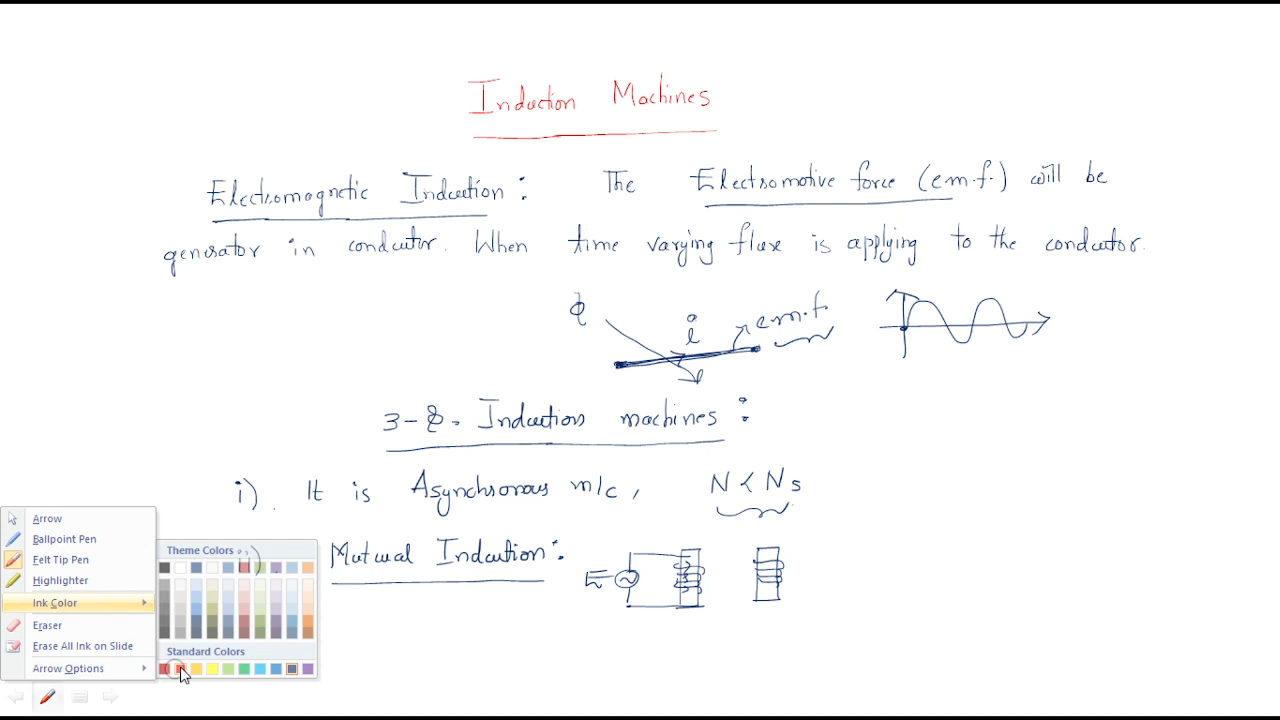 Induction Machines
Electromagnetic Induction: The Electromotive force (e.m.f.) will be
generator in conductor. When time varying flux is applying to the conductor.
Φ i e.m.f.
3-Φ. Induction machines:
i) It is Asynchronous m/c, N < Ns
ii) Mutual Induction:
Arrow
Ballpoint Pen
Felt Tip Pen
Highlighter
Ink Color
Eraser
Erase All Ink on Slide
Arrow Options
Theme Colors
Standard Colors